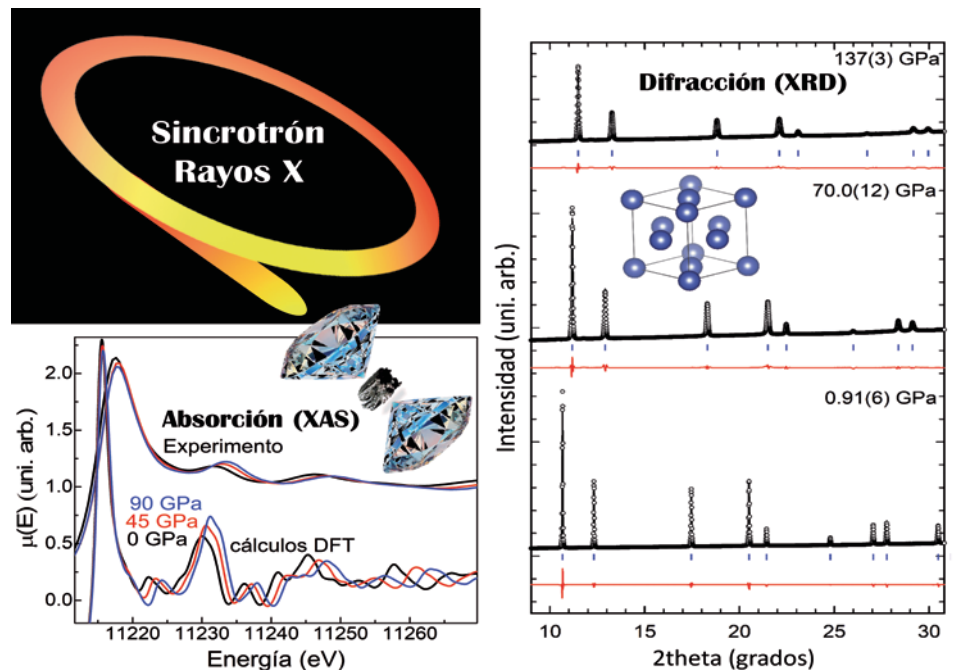 Sincrotrón
Rayos X
Absorción (XAS)
Experimento
90 GPa
45 GPa
0 GPa
cálculos DFT
μ(E) (uni. arb.)
2.0
1.5
1.0
0.5
0.0
11220
11230
11240
11250
11260
Energía (eV)
137(3) GPa
Difracción (XRD)
70.0(12) GPa
0.91(6) GPa
Intensidad (uni. arb.)
10
15
20
25
30
2theta (grados)